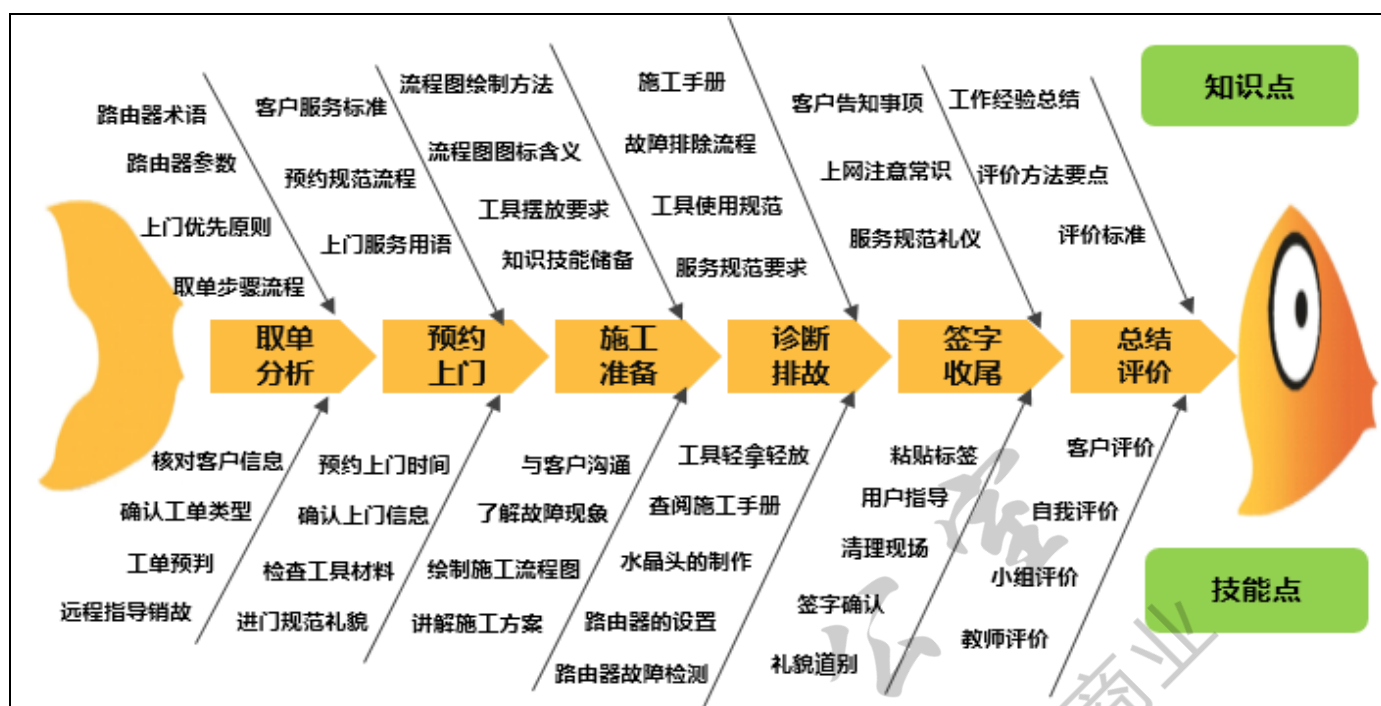 知识点
路由器术语
路由器参数
上门优先原则
取单步骤流程
客户服务标准
预约规范流程
上门服务用语
流程图绘制方法
流程图图标含义
工具摆放要求
知识技能储备
施工手册
故障排除流程
工具使用规范
服务规范要求
客户告知事项
上网注意常识
服务规范礼仪
工作经验总结
评价方法要点
评价标准
取单
分析
预约
上门
施工
准备
诊断
排故
签字
收尾
总结
评价
核对客户信息
确认工单类型
工单预判
远程指导销故
预约上门时间
确认上门信息
检查工具材料
进门规范礼貌
与客户沟通
了解故障现象
绘制施工流程图
讲解施工方案
工具轻拿轻放
查阅施工手册
水晶头的制作
路由器的设置
路由器故障检测
粘贴标签
用户指导
清理现场
签字确认
礼貌道别
客户评价
自我评价
小组评价
教师评价
技能点
商业